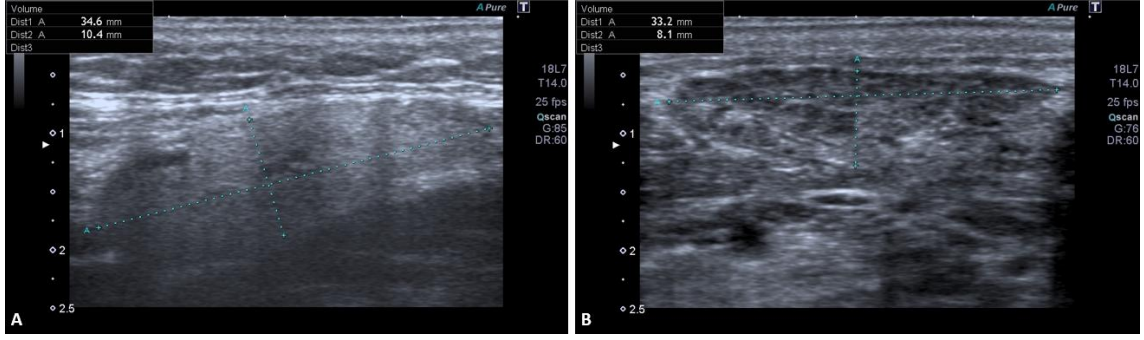 Volume
Dist1 A 34.6 mm
Dist2 A 10.4 mm
Dist3
A Pure T
18L7
T14.0
25 fps
Qscan
G:85
DR:60
A
1
A
2
2.5
A
Volume
Dist1 A 33.2 mm
Dist2 A 8.1 mm
Dist3
A Pure T
18L7
T14.0
25 fps
Qscan
G:76
DR:60
A
A
1
2
2.5
B